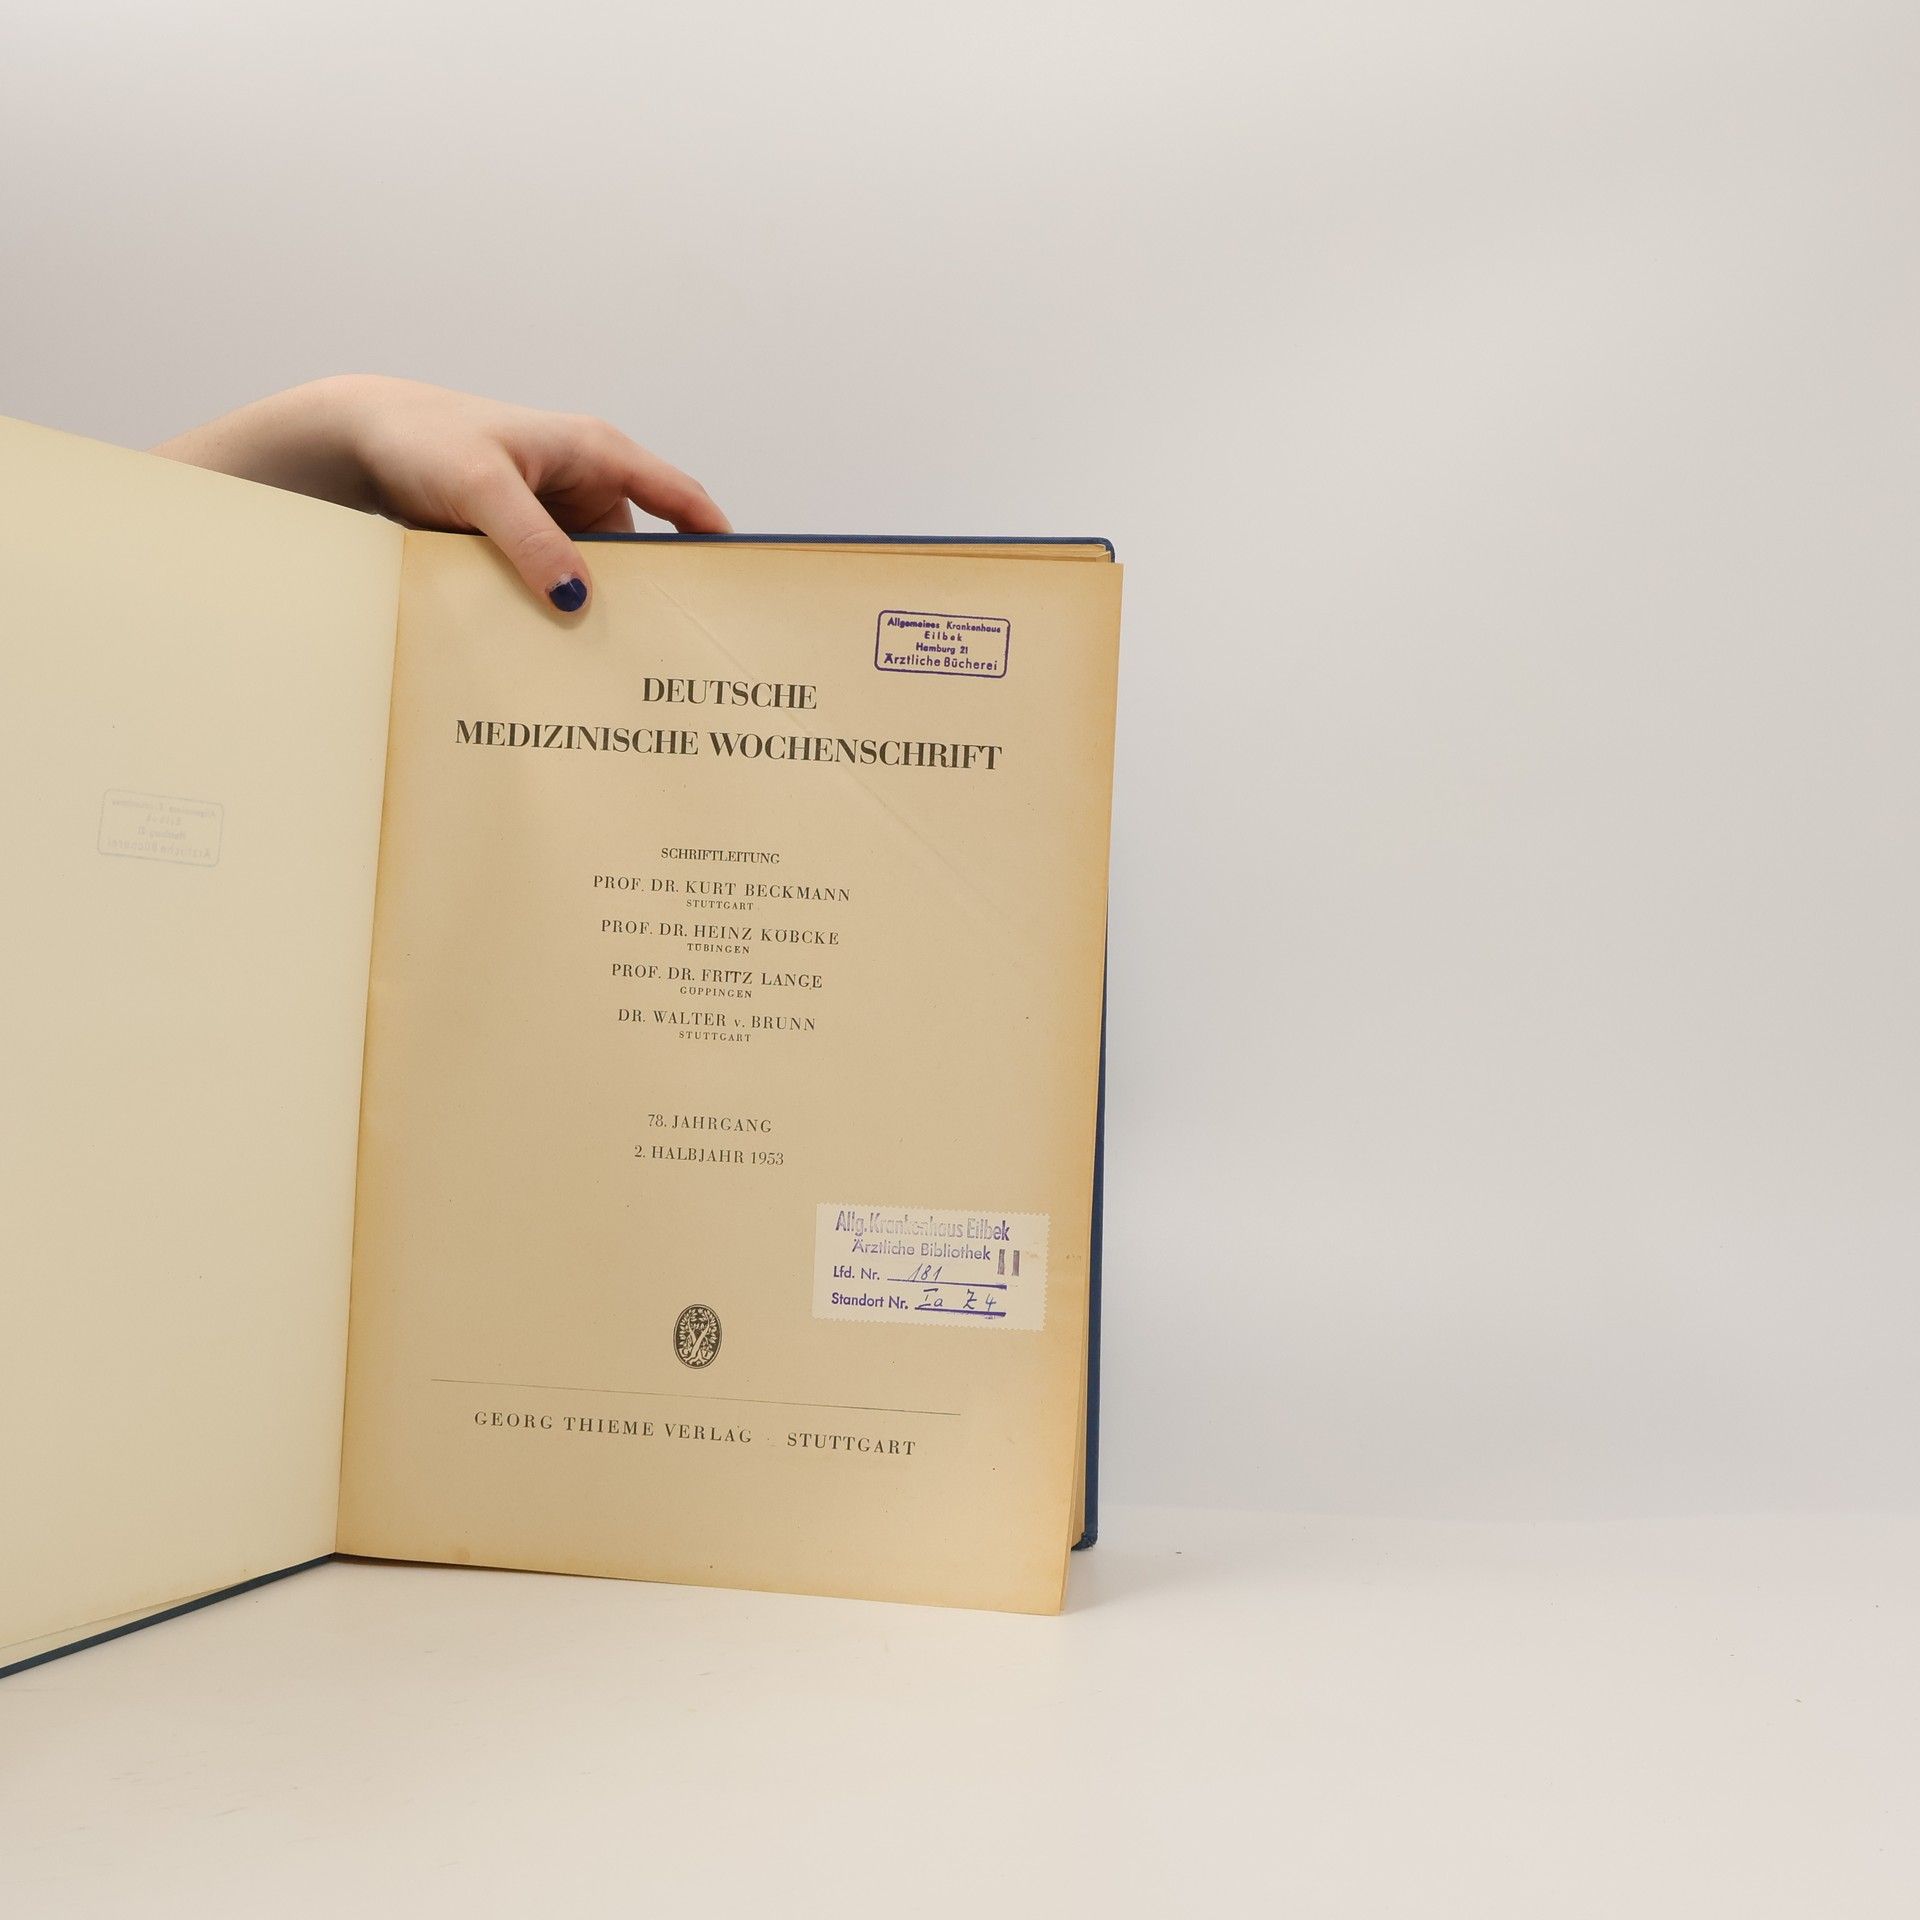 Allgemeines Krankenhaus
Eilbek
Hamburg 21
Ärztliche Bücherei
DEUTSCHE
MEDIZINISCHE WOCHENSCHRIFT
SCHRIFTLEITUNG
PROF. DR. KURT BECKMANN
STUTTGART
PROF. DR. HEINZ KÖBCKE
TÜBINGEN
PROF. DR. FRITZ LANGE
GÖPPINGEN
DR. WALTER v. BRUNN
STUTTGART
78. JAHRGANG
2. HALBJAHR 1953
Allg. Krankenhaus Eilbek
Ärztliche Bibliothek II
Lfd. Nr. 181
Standort Nr. Ia Z 4
GEORG THIEME VERLAG · STUTTGART